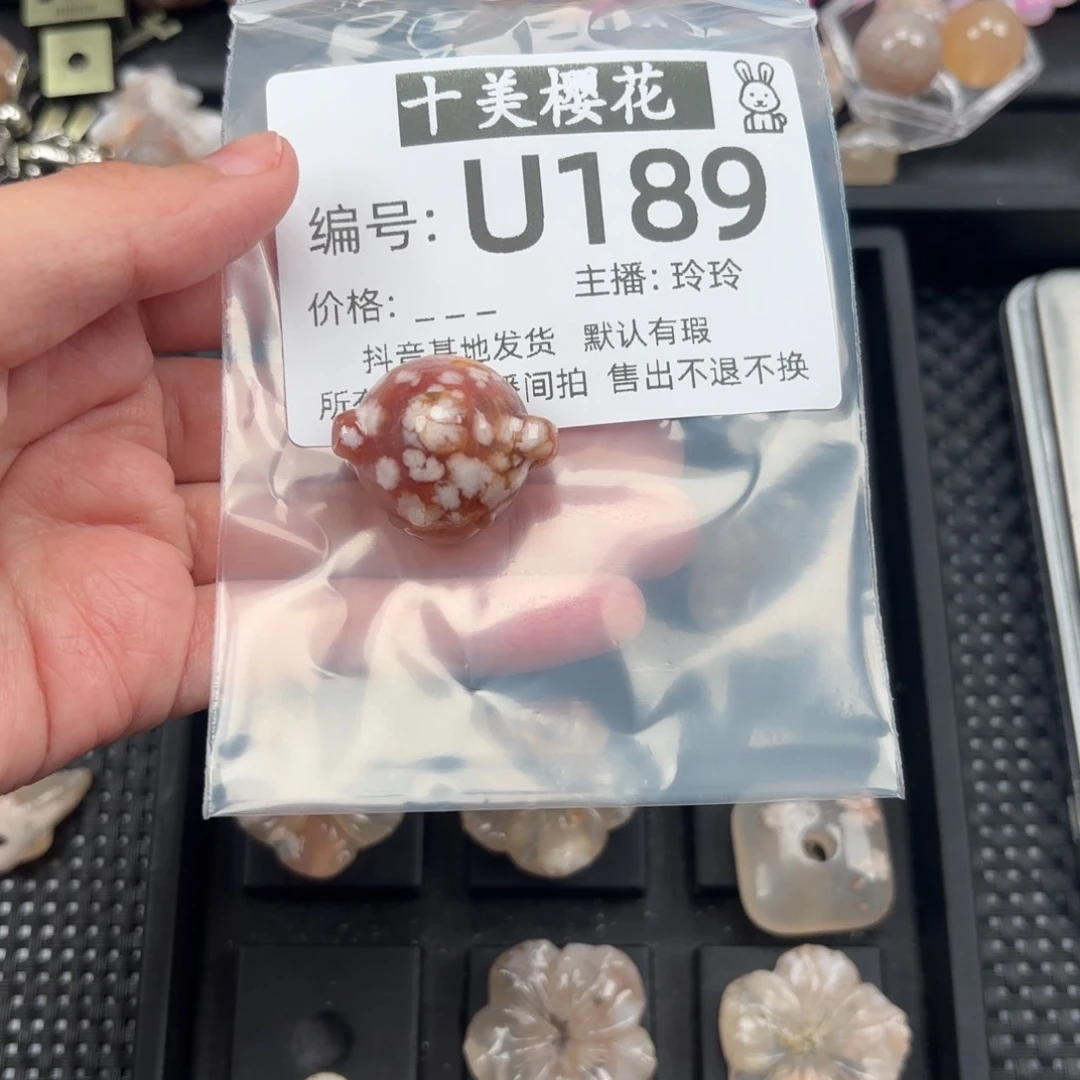 十美樱花
编号: U189
价格: _ _ _ 主播: 玲玲
抖音基地发货 默认有瑕
所 间拍 售出不退不换